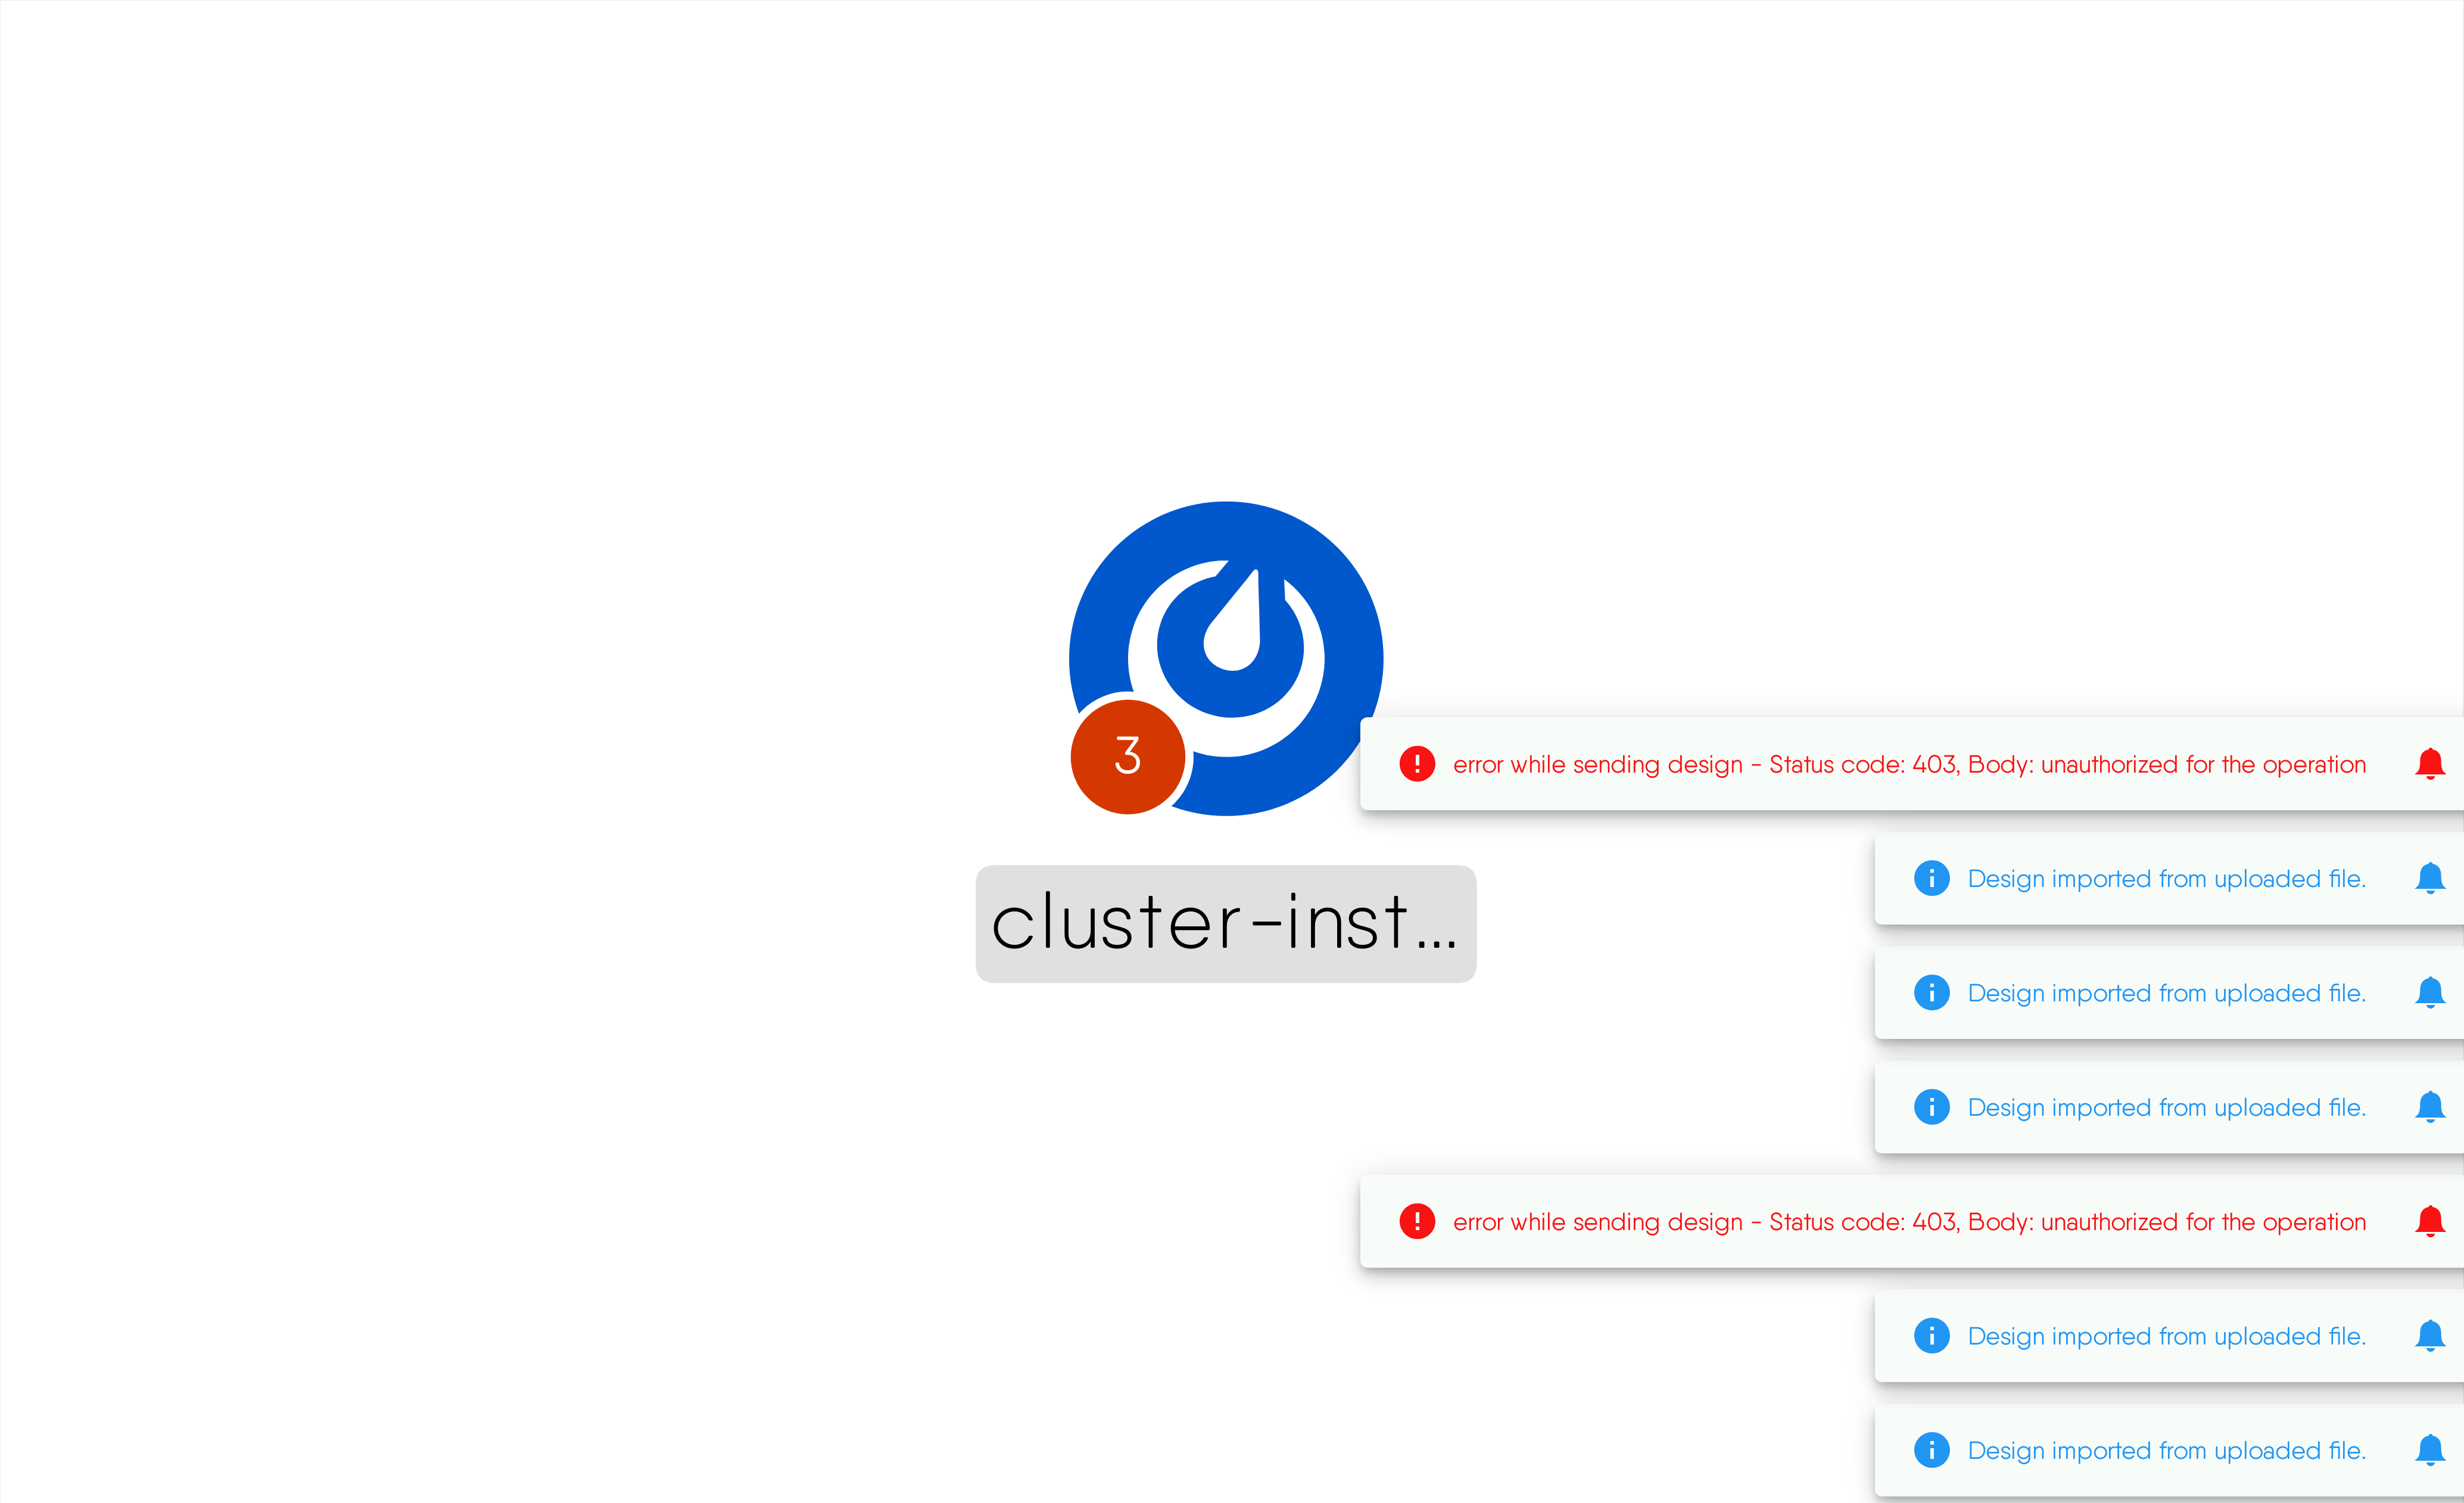 3
error while sending design - Status code: 403, Body: unauthorized for the operation
Design imported from uploaded file.
cluster-inst...
Design imported from uploaded file.
Design imported from uploaded file.
error while sending design - Status code: 403, Body: unauthorized for the operation
Design imported from uploaded file.
Design imported from uploaded file.